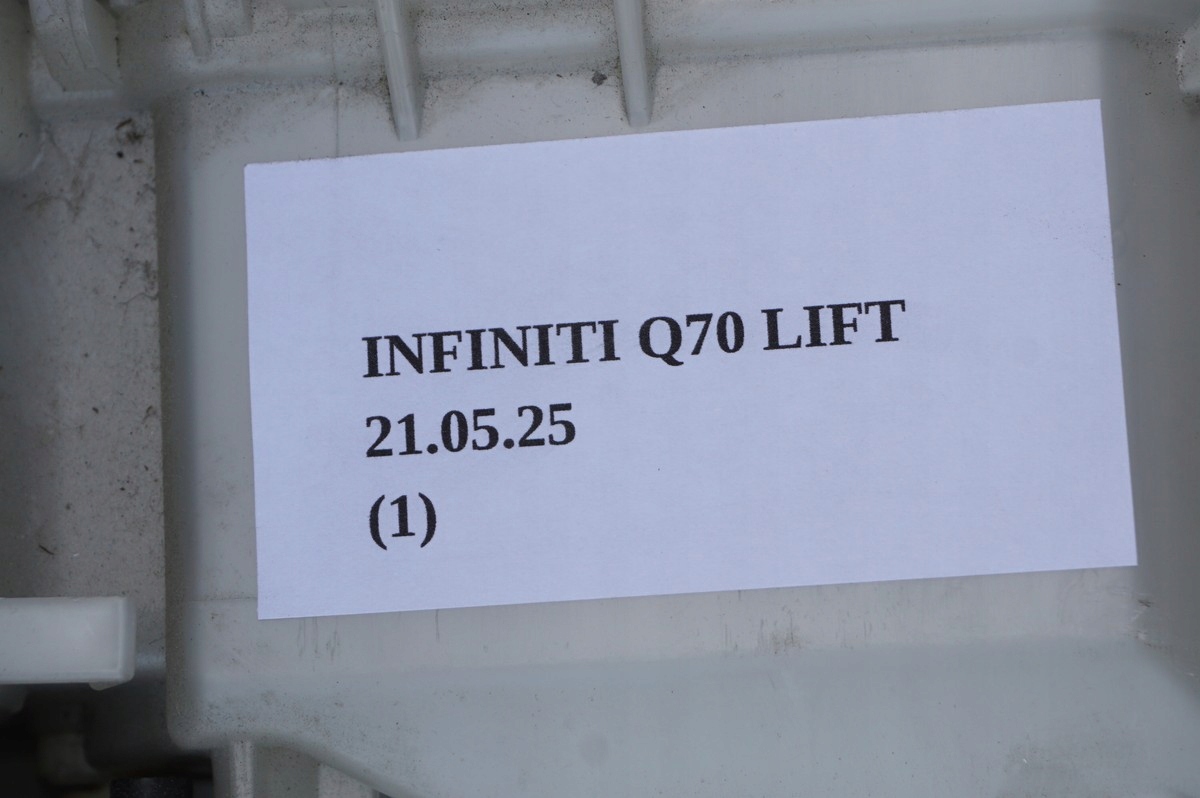 INFINITI Q70 LIFT
21.05.25
(1)